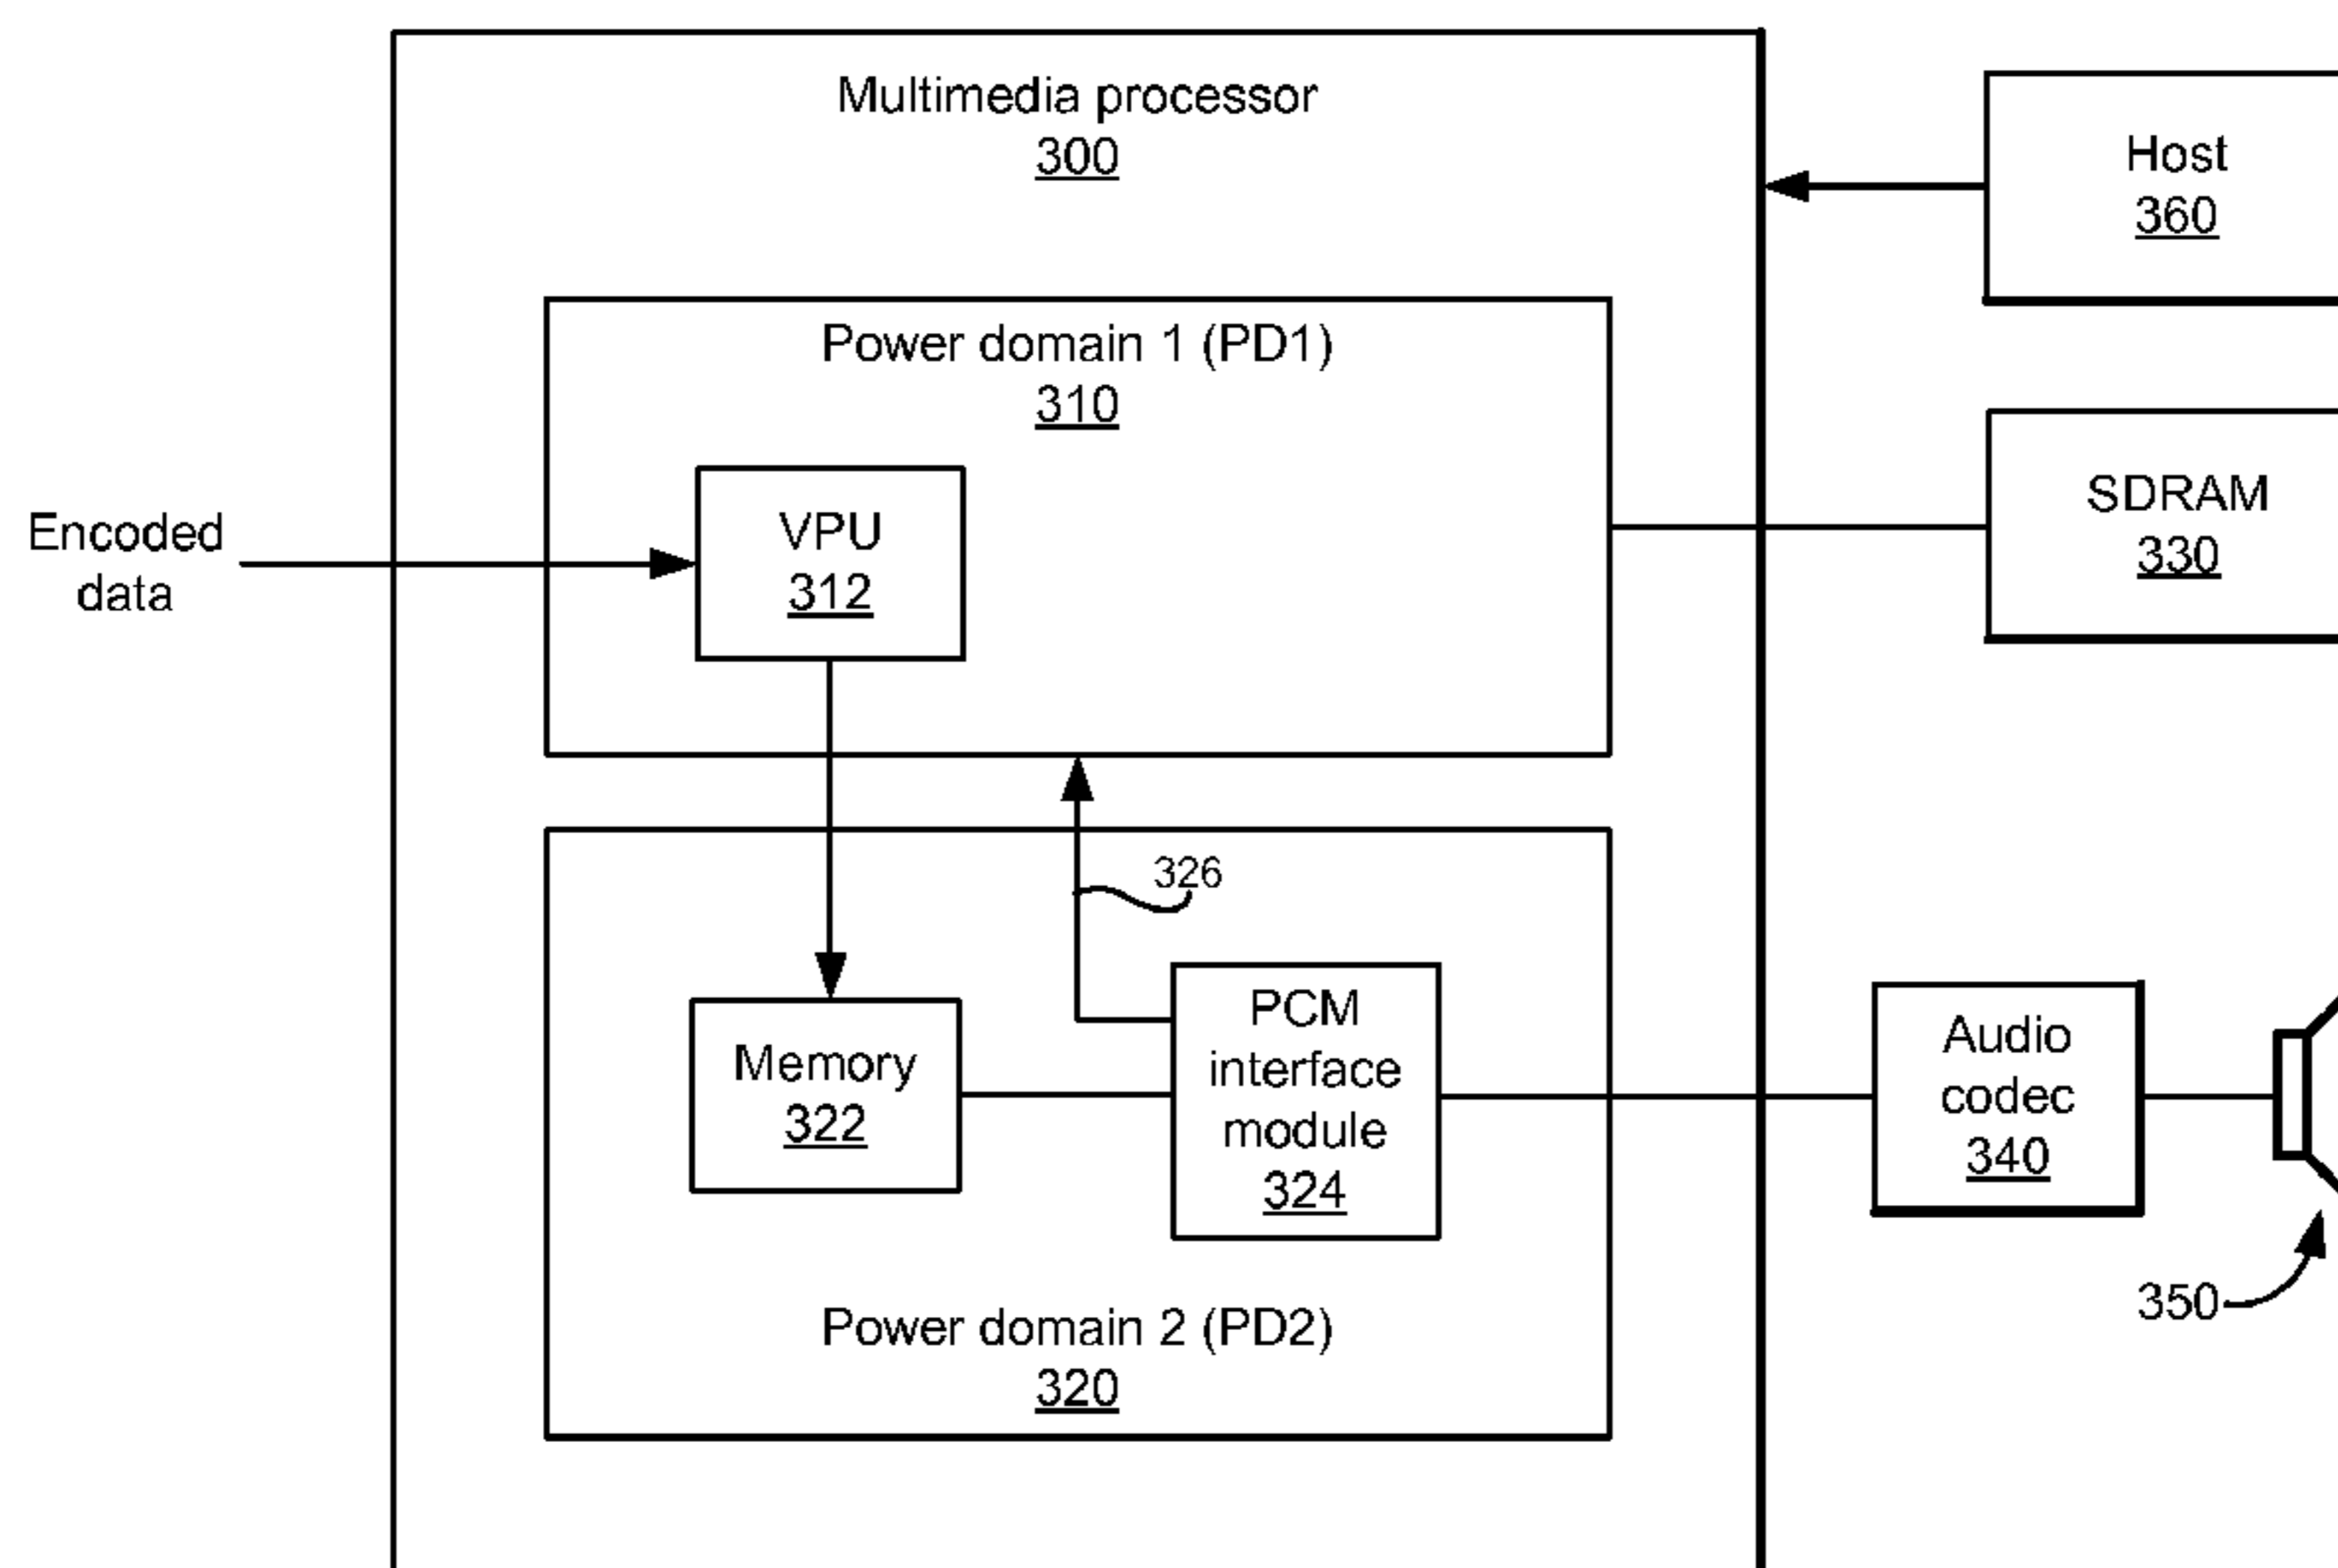 Multimedia processor
300
Host
360
Power domain 1 (PD1)
310
SDRAM
330
Encoded
data
VPU
312
326
Memory
322
PCM
interface
module
324
Audio
codec
340
350
Power domain 2 (PD2)
320